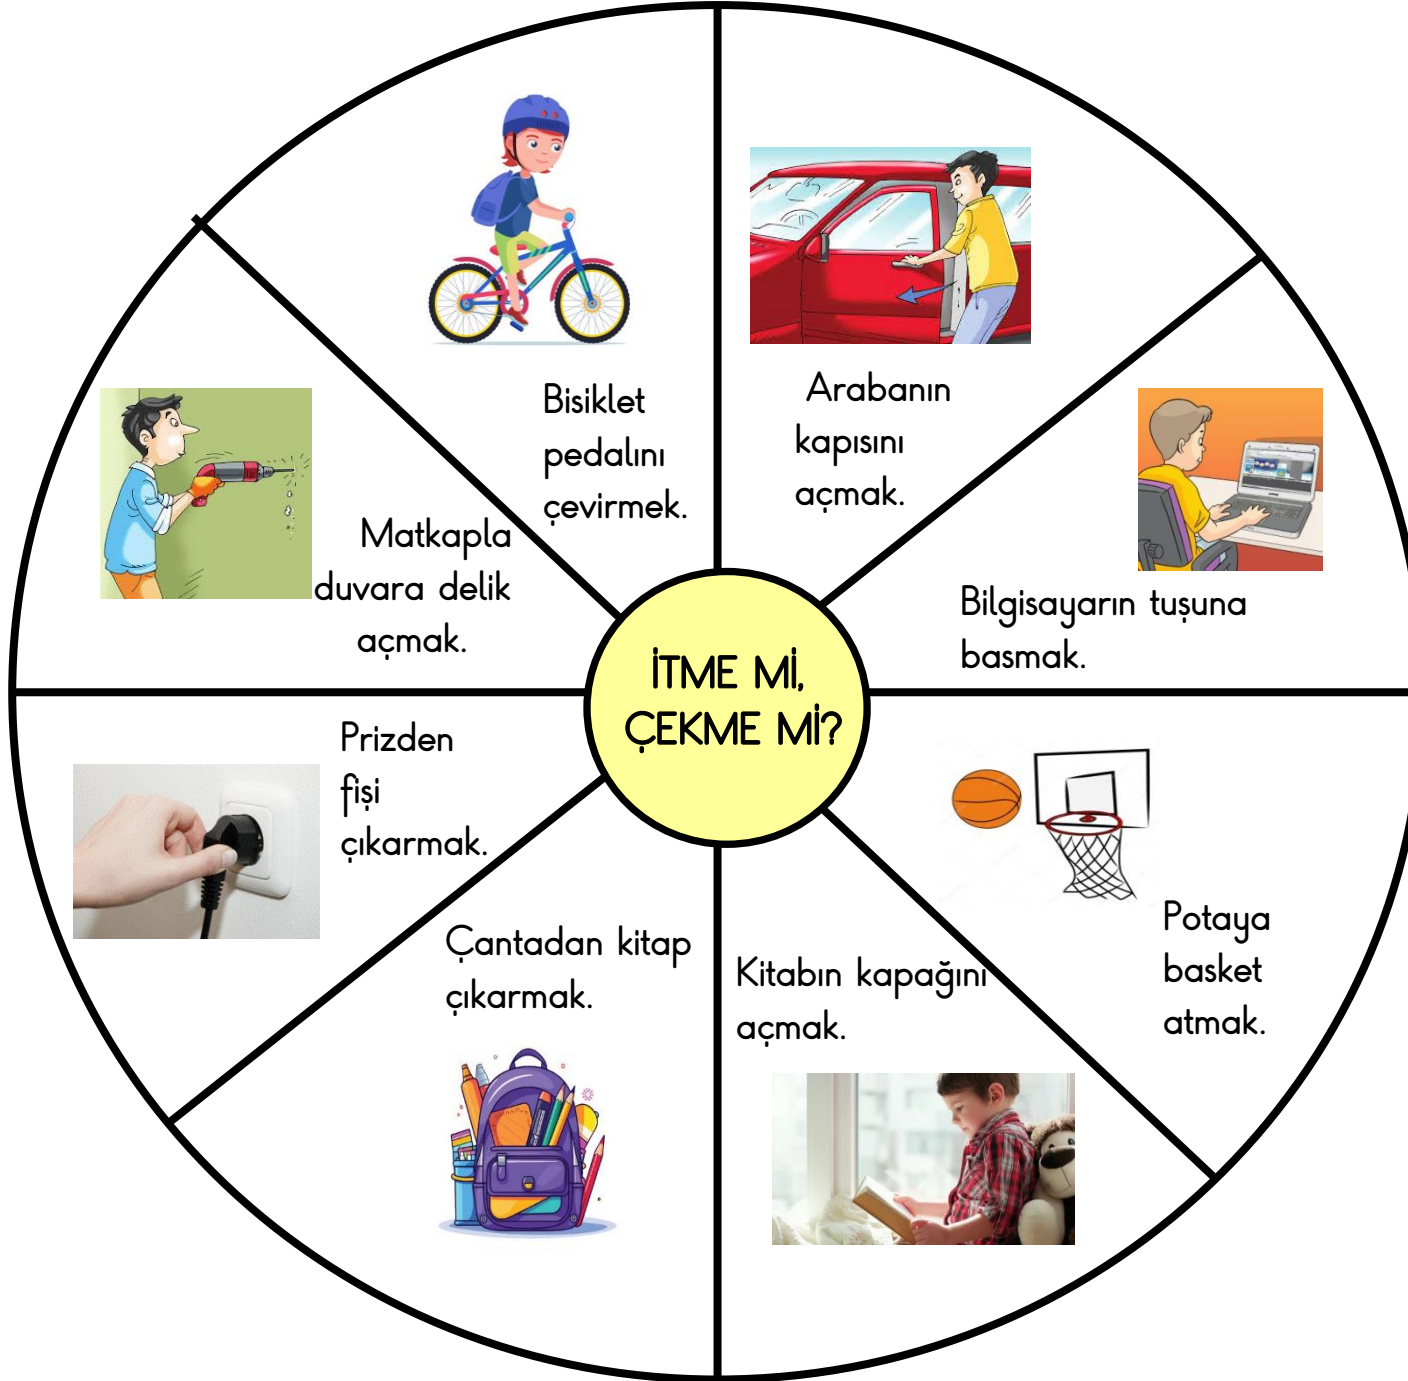 Bisiklet
pedalını
çevirmek.
Arabanın
kapısını
açmak.
Matkapla
duvara delik
açmak.
Bilgisayarın tuşuna
basmak.
İTME Mİ,
ÇEKME Mİ?
Prizden
fişi
çıkarmak.
Çantadan kitap
çıkarmak.
Kitabın kapağını
açmak.
Potaya
basket
atmak.